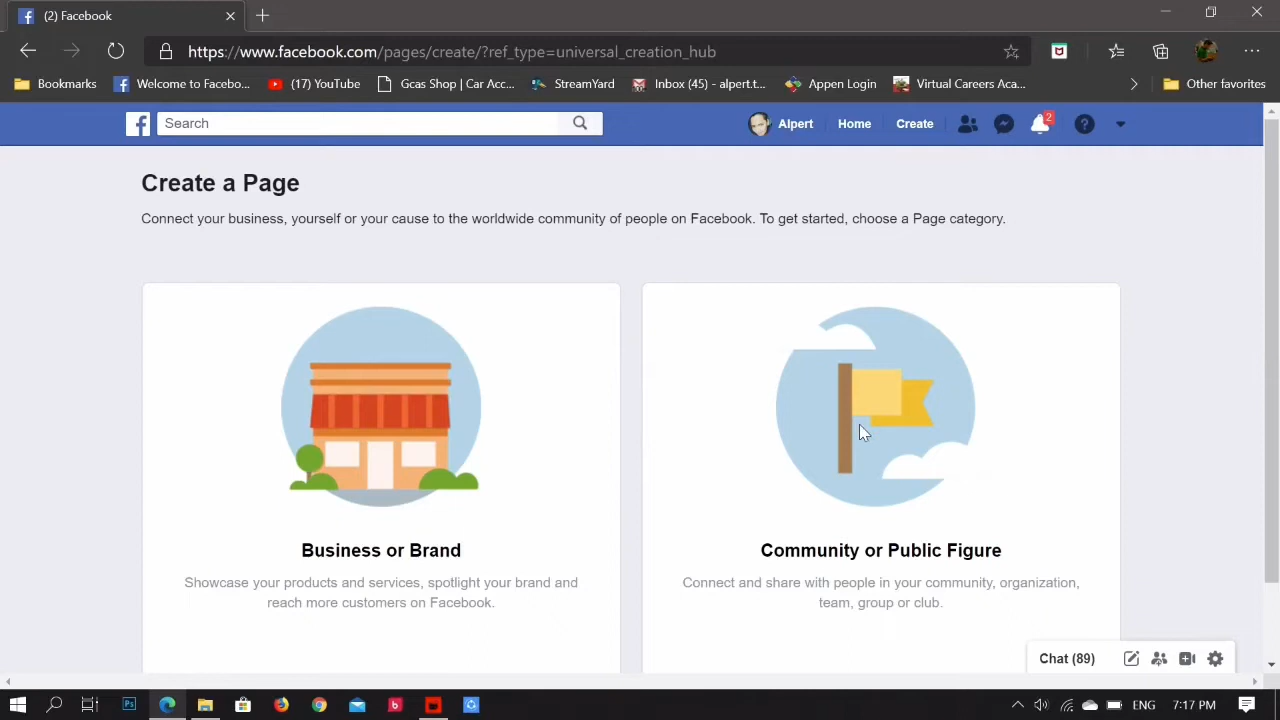 (2) Facebook
https://www.facebook.com/pages/create/?ref_type=universal_creation_hub
Bookmarks
Welcome to Facebo...
(17) YouTube
Gcas Shop | Car Acc...
StreamYard
Inbox (45) - alpert.t...
Appen Login
Virtual Careers Aca...
Other favorites
Search
Alpert
Home
Create
2
Create a Page
Connect your business, yourself or your cause to the worldwide community of people on Facebook. To get started, choose a Page category.
Business or Brand
Showcase your products and services, spotlight your brand and
reach more customers on Facebook.
Community or Public Figure
Connect and share with people in your community, organization,
team, group or club.
Chat (89)
Ps
ENG
7:17 PM